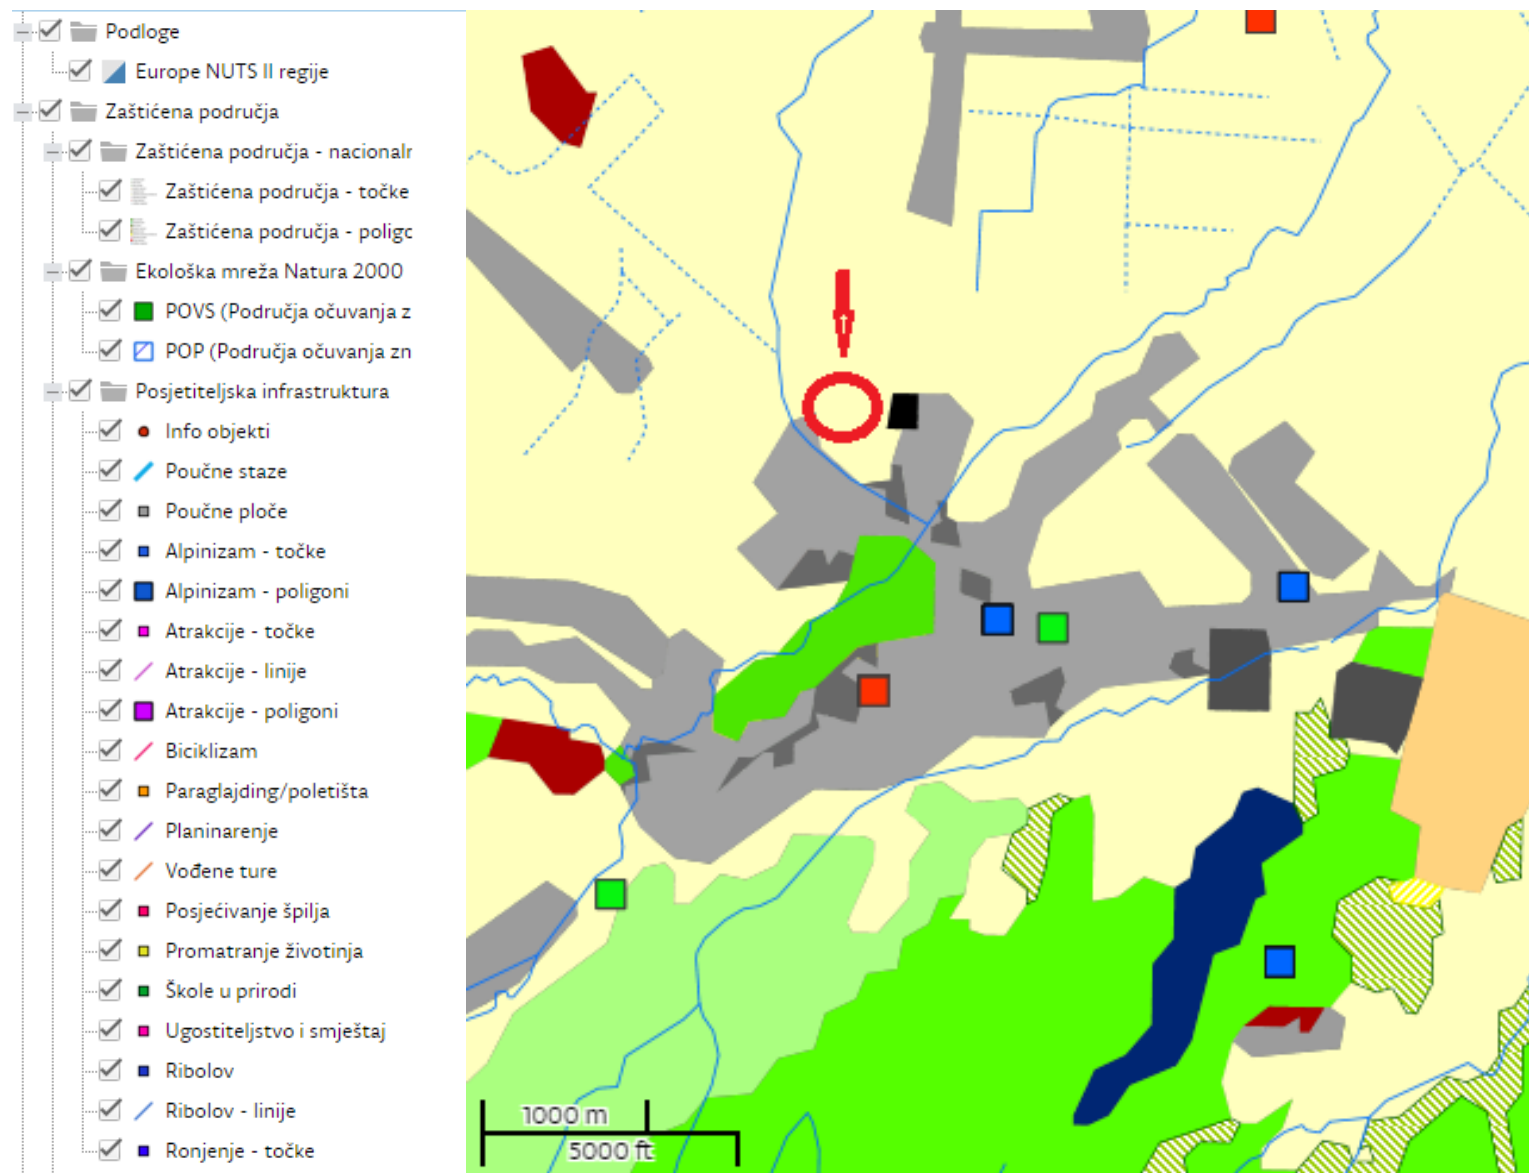 Podloge
Europe NUTS II regije
Zaštićena područja
Zaštićena područja - nacionalr
Zaštićena područja - točke
Zaštićena područja - poligc
Ekološka mreža Natura 2000
POVS (Područja očuvanja z
POP (Područja očuvanja zn
Posjetiteljska infrastruktura
Info objekti
Poučne staze
Poučne ploče
Alpinizam - točke
Alpinizam - poligoni
Atrakcije - točke
Atrakcije - linije
Atrakcije - poligoni
Biciklizam
Paraglajding/poletišta
Planinarenje
Vođene ture
Posjećivanje špilja
Promatranje životinja
Škole u prirodi
Ugostiteljstvo i smještaj
Ribolov
Ribolov - linije
Ronjenje - točke
1000 m
5000 ft